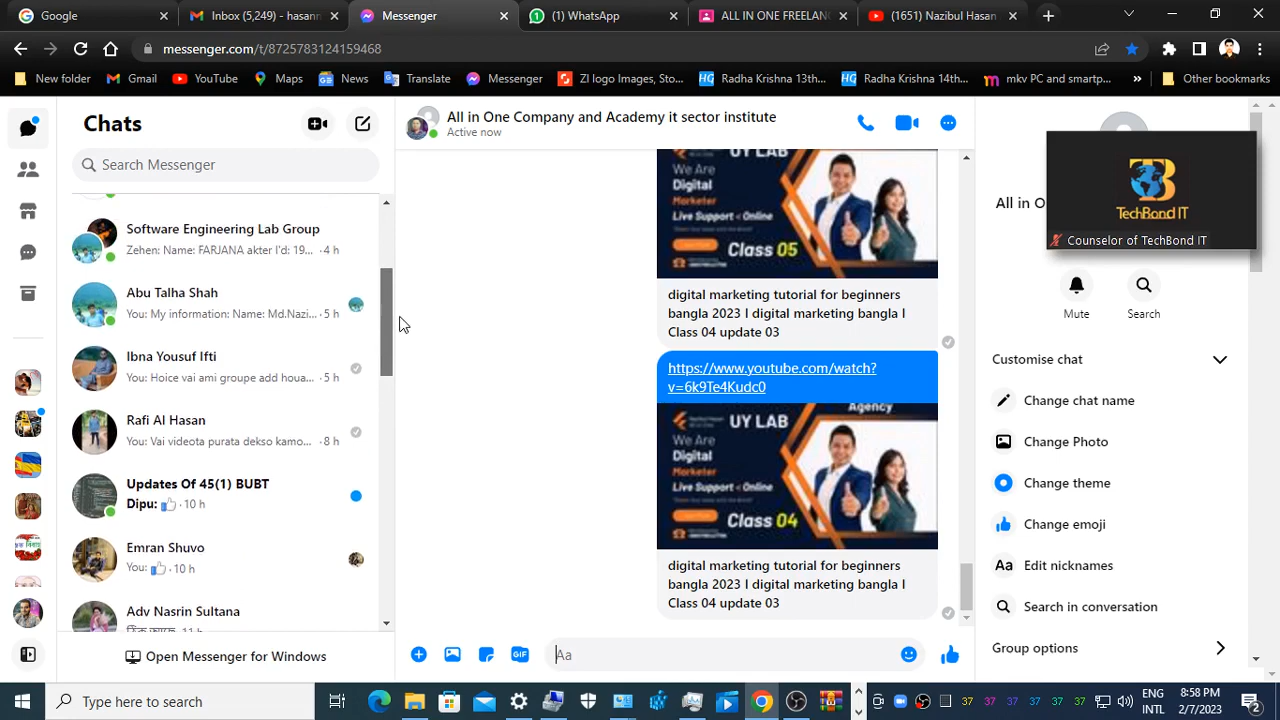 Google
Inbox (5,249) - hasann
Messenger
(1) WhatsApp
ALL IN ONE FREELAN
(1651) Nazibul Hasan
messenger.com/t/8725783124159468
New folder
Gmail
YouTube
Maps
News
Translate
Messenger
ZI logo Images, Sto...
Radha Krishna 13th...
Radha Krishna 14th...
mkv PC and smartp...
Other bookmarks
Chats
Search Messenger
Software Engineering Lab Group
Zehen: Name: FARJANA akter I'd: 19... · 4 h
Abu Talha Shah
You: My information: Name: Md.Nazi... · 5 h
Ibna Yousuf Ifti
You: Hoice vai ami groupe add houa... · 5 h
Rafi Al Hasan
You: Vai videota purata dekso kamo... · 8 h
Updates Of 45(1) BUBT
Dipu: · 10 h
Emran Shuvo
You: · 10 h
Adv Nasrin Sultana
Open Messenger for Windows
All in One Company and Academy it sector institute
Active now
UY LAB
We Are
Digital
Marketer
Live Support
Online
Class 05
digital marketing tutorial for beginners
bangla 2023 I digital marketing bangla I
Class 04 update 03
https://www.youtube.com/watch?
v=6k9Te4Kudc0
Agency
UY LAB
We Are
Digital
Marketer
Live Support
Online
Class 04
digital marketing tutorial for beginners
bangla 2023 I digital marketing bangla I
Class 04 update 03
GIF
Aa
All in O
TechBond IT
Counselor of TechBond IT
Mute
Search
Customise chat
Change chat name
Change Photo
Change theme
Change emoji
Aa Edit nicknames
Search in conversation
Group options
Type here to search
37 37 37 37 37
ENG
INTL
8:58 PM
2/7/2023
2